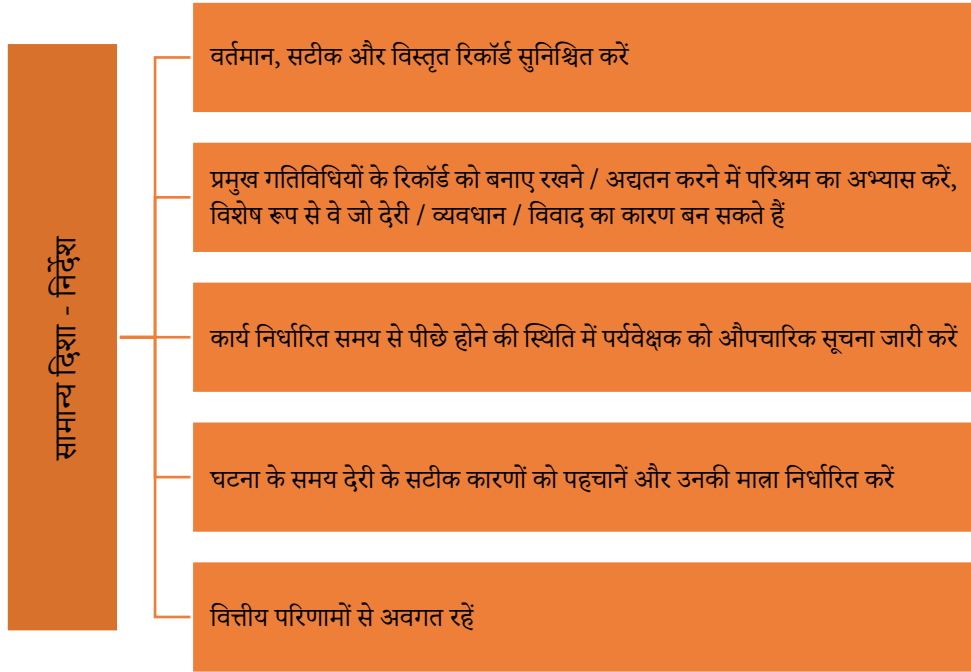 सामान्य दिशा - निर्देश
वर्तमान, सटीक और विस्तृत रिकॉर्ड सुनिश्चित करें
प्रमुख गतिविधियों के रिकॉर्ड को बनाए रखने / अद्यतन करने में परिश्रम का अभ्यास करें,
विशेष रूप से वे जो देरी / व्यवधान / विवाद का कारण बन सकते हैं
कार्य निर्धारित समय से पीछे होने की स्थिति में पर्यवेक्षक को औपचारिक सूचना जारी करें
घटना के समय देरी के सटीक कारणों को पहचानें और उनकी मात्रा निर्धारित करें
वित्तीय परिणामों से अवगत रहें